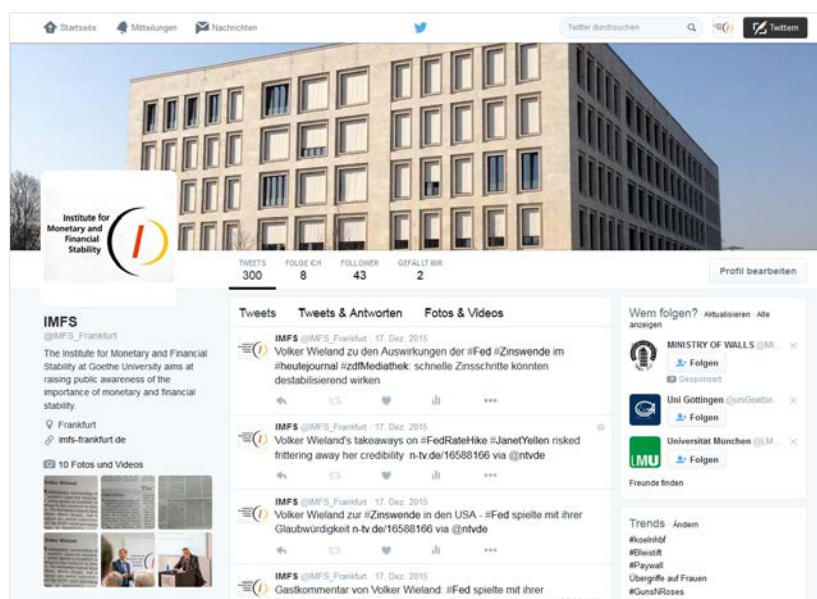 Startseite Mitteilungen Nachrichten Twitter durchsuchen Twittern
Institute for
Monetary and
Financial
Stability
TWEETS FOLGE ICH FOLLOWER GEFÄLLT MIR
300 8 43 2
Profil bearbeiten
IMFS
@IMFS_Frankfurt
The Institute for Monetary and Financial
Stability at Goethe University aims at
raising public awareness of the
importance of monetary and financial
stability.
Frankfurt
imfs-frankfurt.de
10 Fotos und Videos
Volker Wieland
Volker Wieland
Tweets Tweets & Antworten Fotos & Videos
IMFS @IMFS_Frankfurt · 17. Dez. 2015
Volker Wieland zu den Auswirkungen der #Fed #Zinswende im
#heutejournal #zdfMediathek: schnelle Zinsschritte könnten
destabilisierend wirken
IMFS @IMFS_Frankfurt · 17. Dez. 2015
Volker Wieland's takeaways on #FedRateHike #JanetYellen risked
frittering away her credibility n-tv.de/16588166 via @ntvde
IMFS @IMFS_Frankfurt · 17. Dez. 2015
Volker Wieland zur #Zinswende in den USA - #Fed spielte mit ihrer
Glaubwürdigkeit n-tv.de/16588166 via @ntvde
IMFS @IMFS_Frankfurt · 17. Dez. 2015
Gastkommentar von Volker Wieland: #Fed spielte mit ihrer
Wem folgen? · Aktualisieren · Alle
anzeigen
MINISTRY OF WALLS @MI...
Folgen
Gesponsert
Uni Göttingen @uniGoettin...
Folgen
LMU
Universität München @LM...
Folgen
Freunde finden
Trends · Ändern
#koelnhbf
#Bleistift
#Paywall
Übergriffe auf Frauen
#GunsNRoses